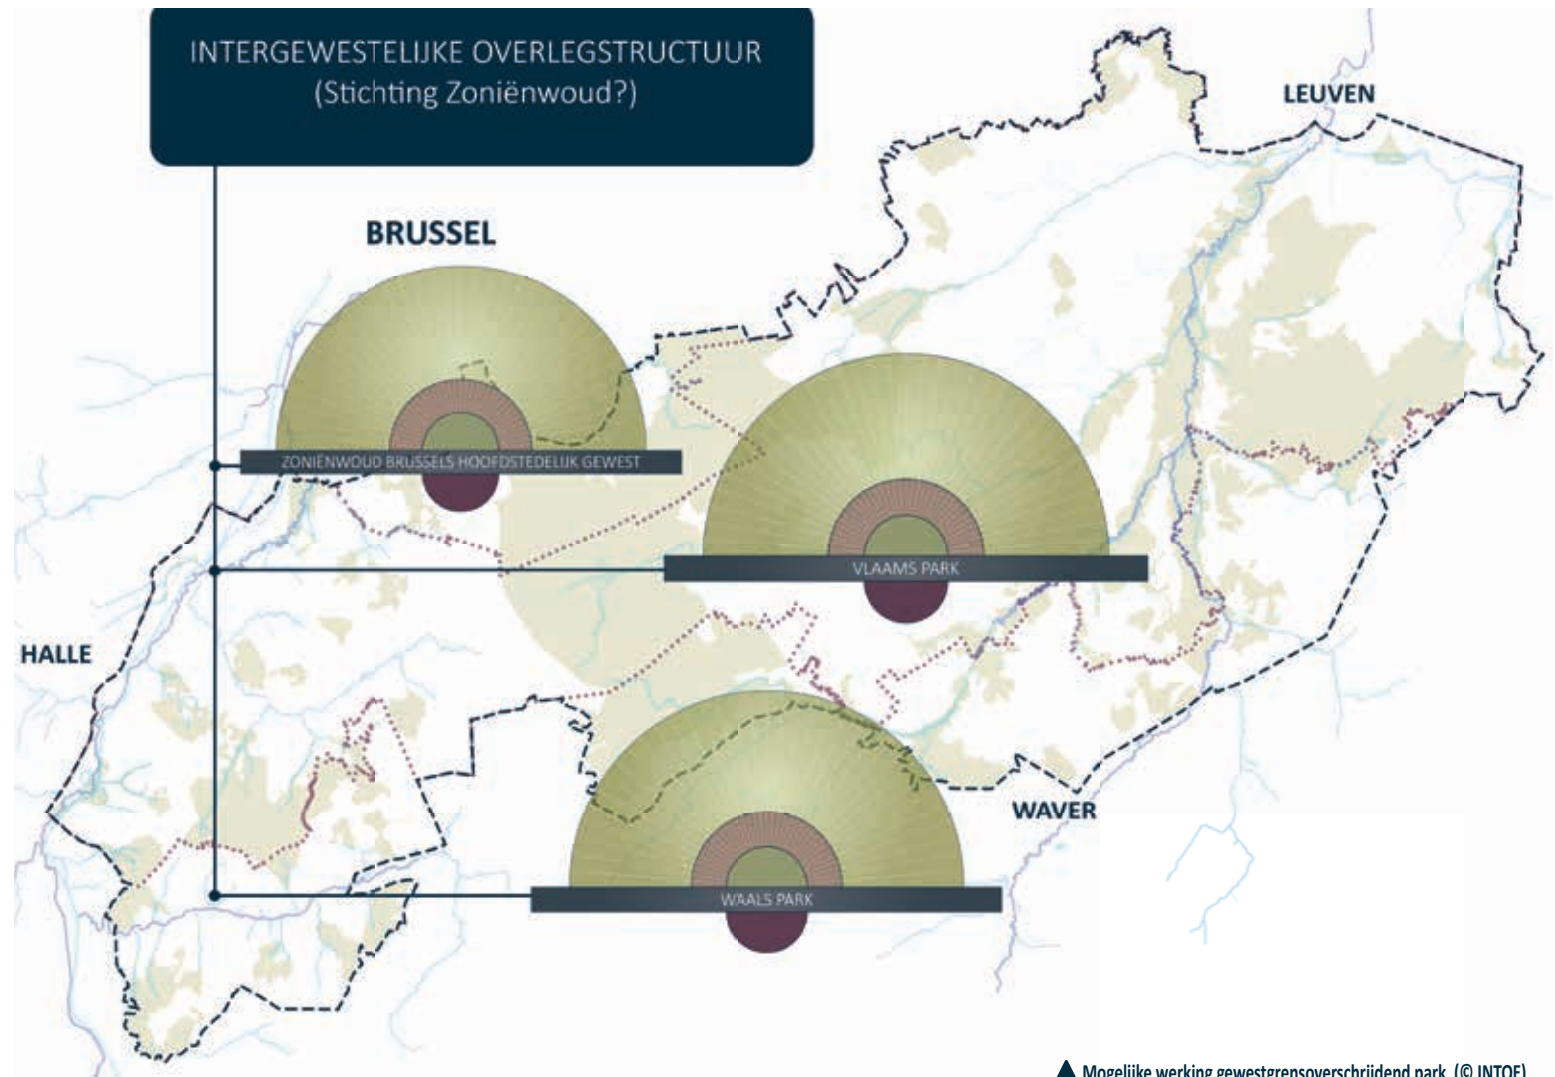 INTERGEWESTELIJKE OVERLEGSTRUCTUUR
(Stichting Zoniënwoud?)
LEUVEN
BRUSSEL
ZONIËNWOUD BRUSSELS HOOFDSTEDELIJK GEWEST
VLAAMS PARK
HALLE
WAVER
WAALS PARK
Mogelijke werking gewestgrensoverschrijdend park (© INTOE)